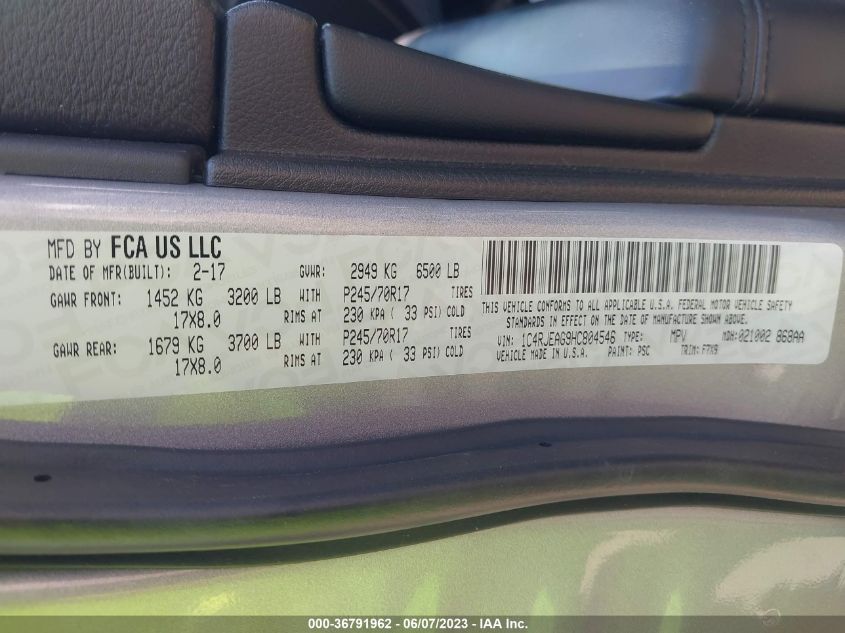 MFD BY FCA US LLC
DATE OF MFR(BUILT): 2-17 GVWR: 2949 KG 6500 LB
GAWR FRONT: 1452 KG 3200 LB WITH P245/70R17 TIRES
17X8.0 RIMS AT 230 KPA ( 33 PSI) COLD
GAWR REAR: 1679 KG 3700 LB WITH P245/70R17 TIRES
17X8.0 RIMS AT 230 KPA ( 33 PSI) COLD
THIS VEHICLE CONFORMS TO ALL APPLICABLE U.S.A. FEDERAL MOTOR VEHICLE SAFETY
STANDARDS IN EFFECT ON THE DATE OF MANUFACTURE SHOWN ABOVE.
VIN: 1C4RJEAG9HC804546 TYPE: MPV MDH:021002 868AA
VEHICLE MADE IN U.S.A. PAINT: PSC TRIM: F7X9
000-36791962 - 06/07/2023 - IAA Inc.